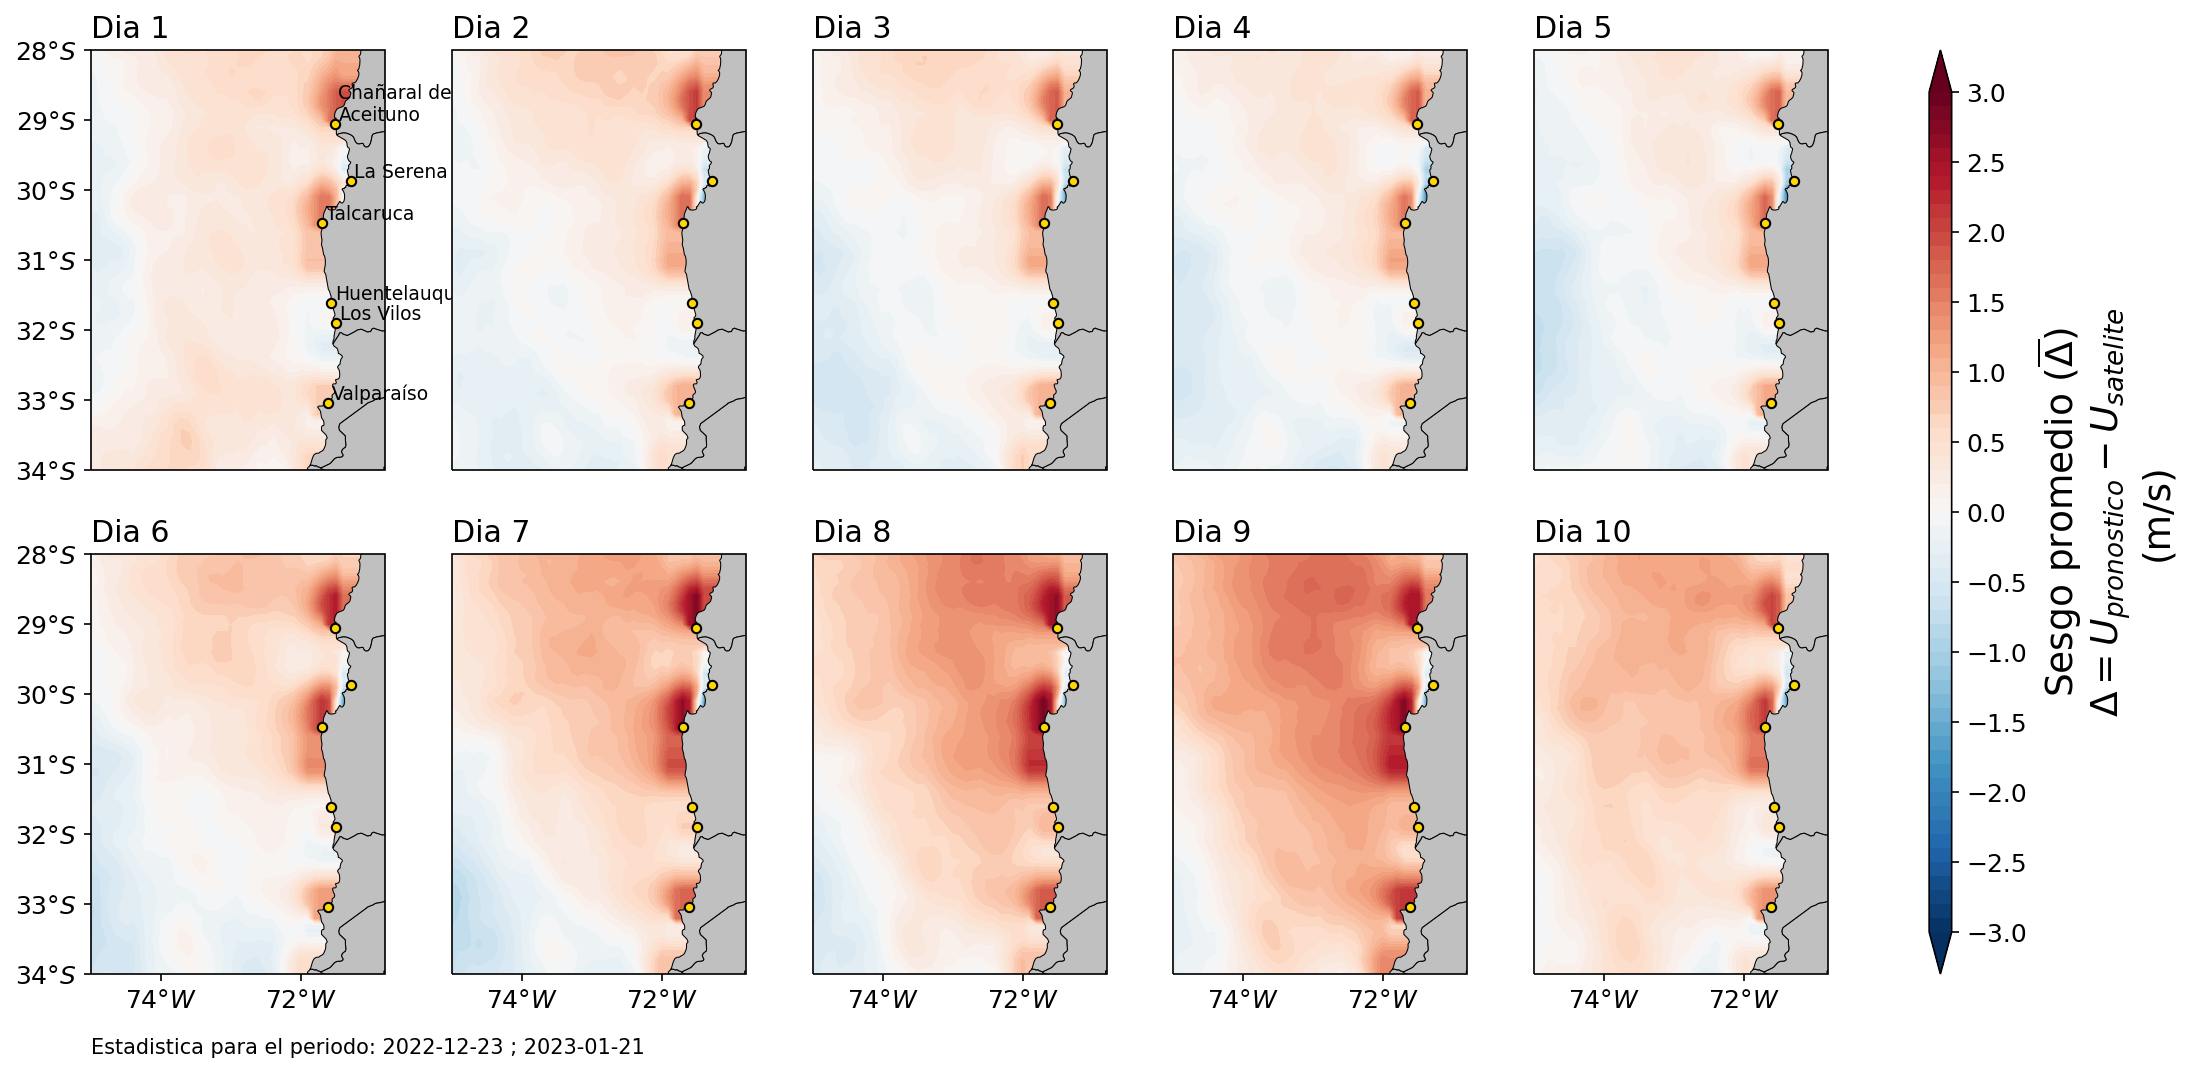 Dia 1
Dia 2
Dia 3
Dia 4
Dia 5
28°S
29°S
30°S
31°S
32°S
33°S
34°S
Chañaral de
Aceituno
La Serena
Talcaruca
Huentelauqu
Los Vilos
Valparaíso
Dia 6
Dia 7
Dia 8
Dia 9
Dia 10
28°S
29°S
30°S
31°S
32°S
33°S
34°S
74°W
72°W
74°W
72°W
74°W
72°W
74°W
72°W
74°W
72°W
3.0
2.5
2.0
1.5
1.0
0.5
0.0
−0.5
−1.0
−1.5
−2.0
−2.5
−3.0
Sesgo promedio (Δ̅)
Δ = U_pronostico − U_satelite
(m/s)
Estadistica para el periodo: 2022-12-23 ; 2023-01-21